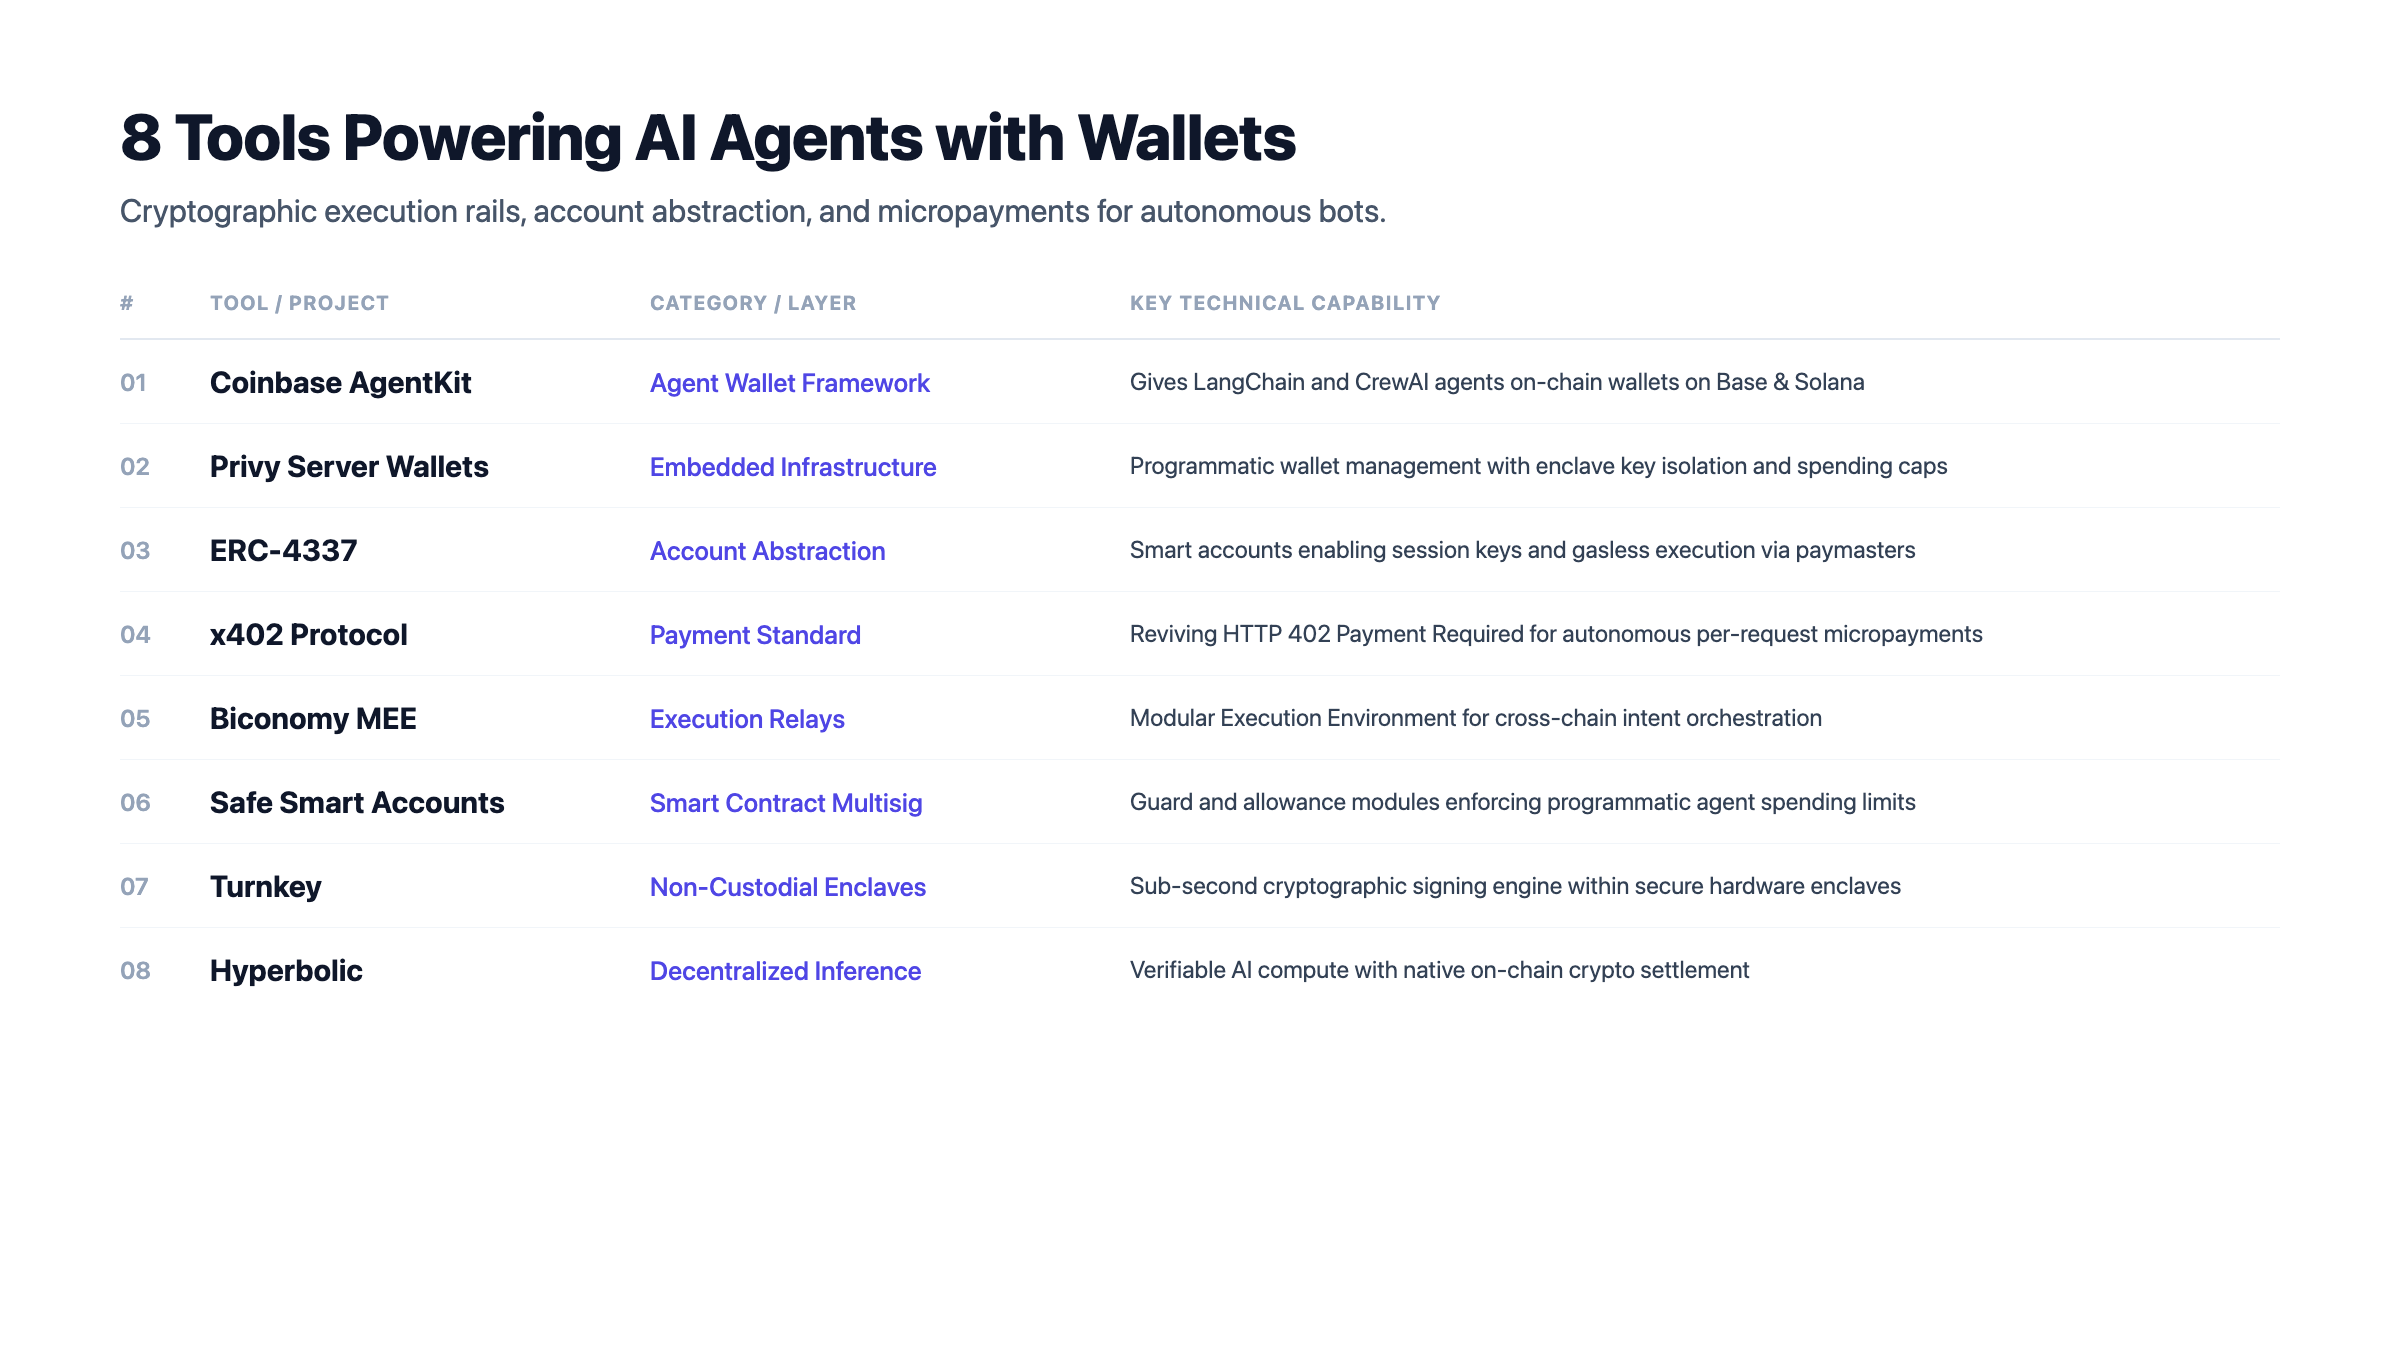 8 Tools Powering AI Agents with Wallets
Cryptographic execution rails, account abstraction, and micropayments for autonomous bots.
# TOOL / PROJECT CATEGORY / LAYER KEY TECHNICAL CAPABILITY
01 Coinbase AgentKit Agent Wallet Framework Gives LangChain and CrewAI agents on-chain wallets on Base & Solana
02 Privy Server Wallets Embedded Infrastructure Programmatic wallet management with enclave key isolation and spending caps
03 ERC-4337 Account Abstraction Smart accounts enabling session keys and gasless execution via paymasters
04 x402 Protocol Payment Standard Reviving HTTP 402 Payment Required for autonomous per-request micropayments
05 Biconomy MEE Execution Relays Modular Execution Environment for cross-chain intent orchestration
06 Safe Smart Accounts Smart Contract Multisig Guard and allowance modules enforcing programmatic agent spending limits
07 Turnkey Non-Custodial Enclaves Sub-second cryptographic signing engine within secure hardware enclaves
08 Hyperbolic Decentralized Inference Verifiable AI compute with native on-chain crypto settlement